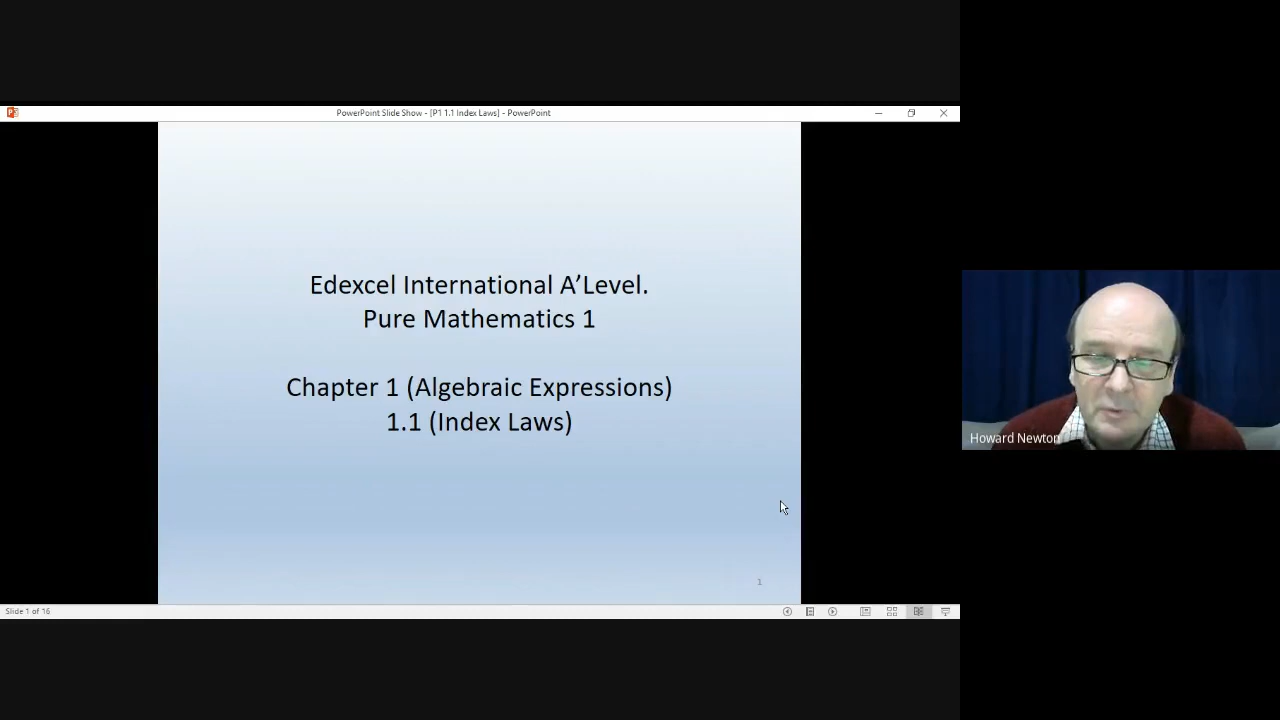 PowerPoint Slide Show - [P1 1.1 Index Laws] - PowerPoint
Edexcel International A’Level.
Pure Mathematics 1
Chapter 1 (Algebraic Expressions)
1.1 (Index Laws)
Howard Newton
1
Slide 1 of 16